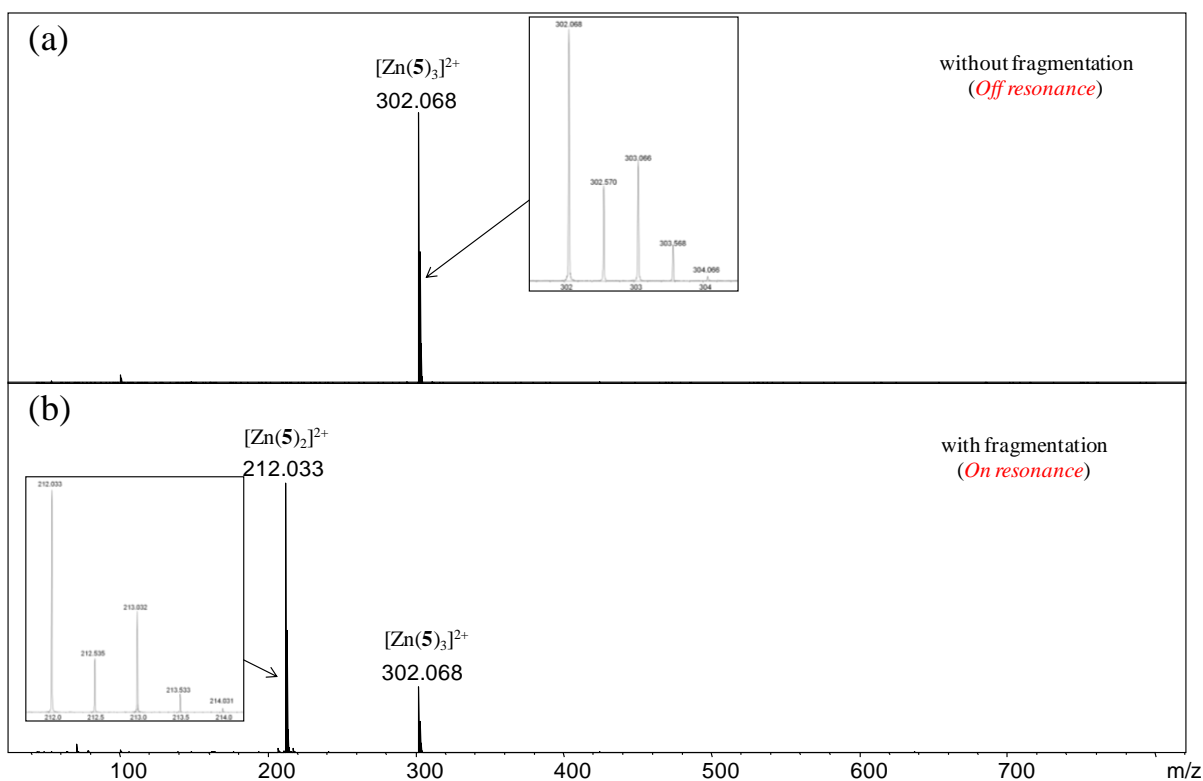 (a)
[Zn(5)₃]²⁺
302.068
302.068
302.570
303.066
303.568
304.066
302
303
304
without fragmentation
(Off resonance)
(b)
[Zn(5)₂]²⁺
212.033
212.033
212.535
213.032
213.533
214.031
212.0
212.5
213.0
213.5
214.0
[Zn(5)₃]²⁺
302.068
with fragmentation
(On resonance)
100 200 300 400 500 600 700 m/z